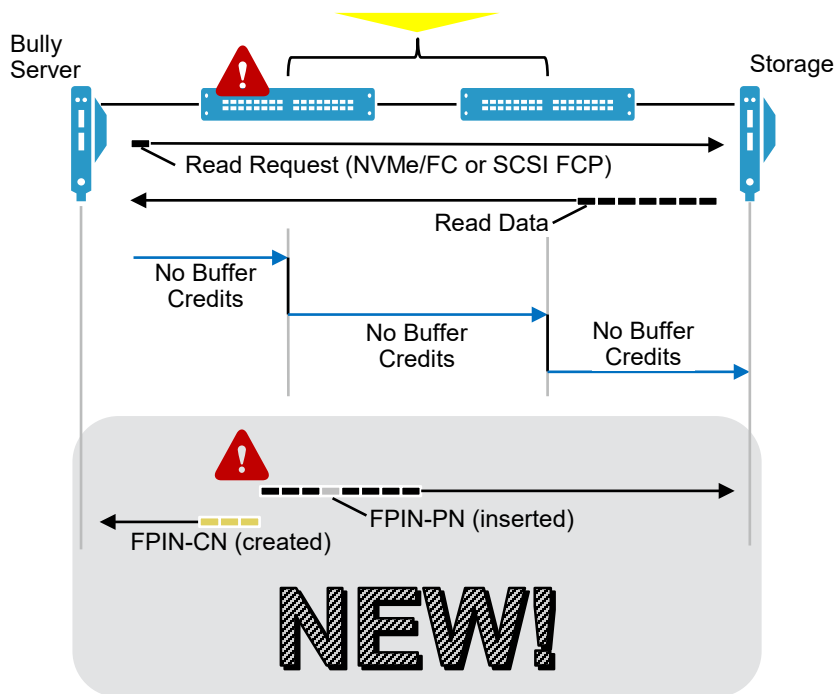 Bully
Server
Storage
!
Read Request (NVMe/FC or SCSI FCP)
Read Data
No Buffer
Credits
No Buffer
Credits
No Buffer
Credits
!
FPIN-PN (inserted)
FPIN-CN (created)
NEW!